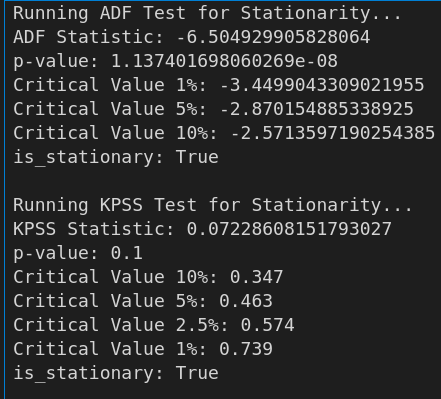 Running ADF Test for Stationarity...
ADF Statistic: -6.504929905828064
p-value: 1.137401698060269e-08
Critical Value 1%: -3.4499043309021955
Critical Value 5%: -2.870154885338925
Critical Value 10%: -2.5713597190254385
is_stationary: True

Running KPSS Test for Stationarity...
KPSS Statistic: 0.07228608151793027
p-value: 0.1
Critical Value 10%: 0.347
Critical Value 5%: 0.463
Critical Value 2.5%: 0.574
Critical Value 1%: 0.739
is_stationary: True